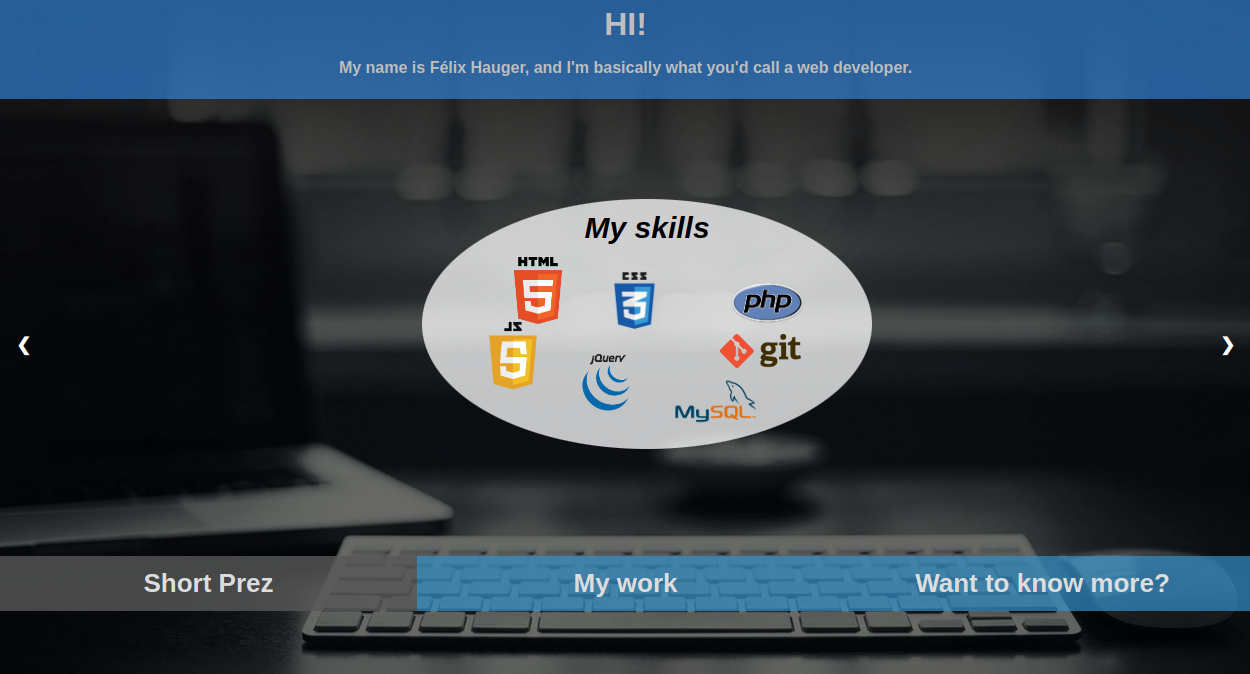 HI!
My name is Félix Hauger, and I'm basically what you'd call a web developer.
My skills
HTML
5
CSS
3
php
JS
5
git
jQuery
MySQL
❮
❯
Short Prez
My work
Want to know more?